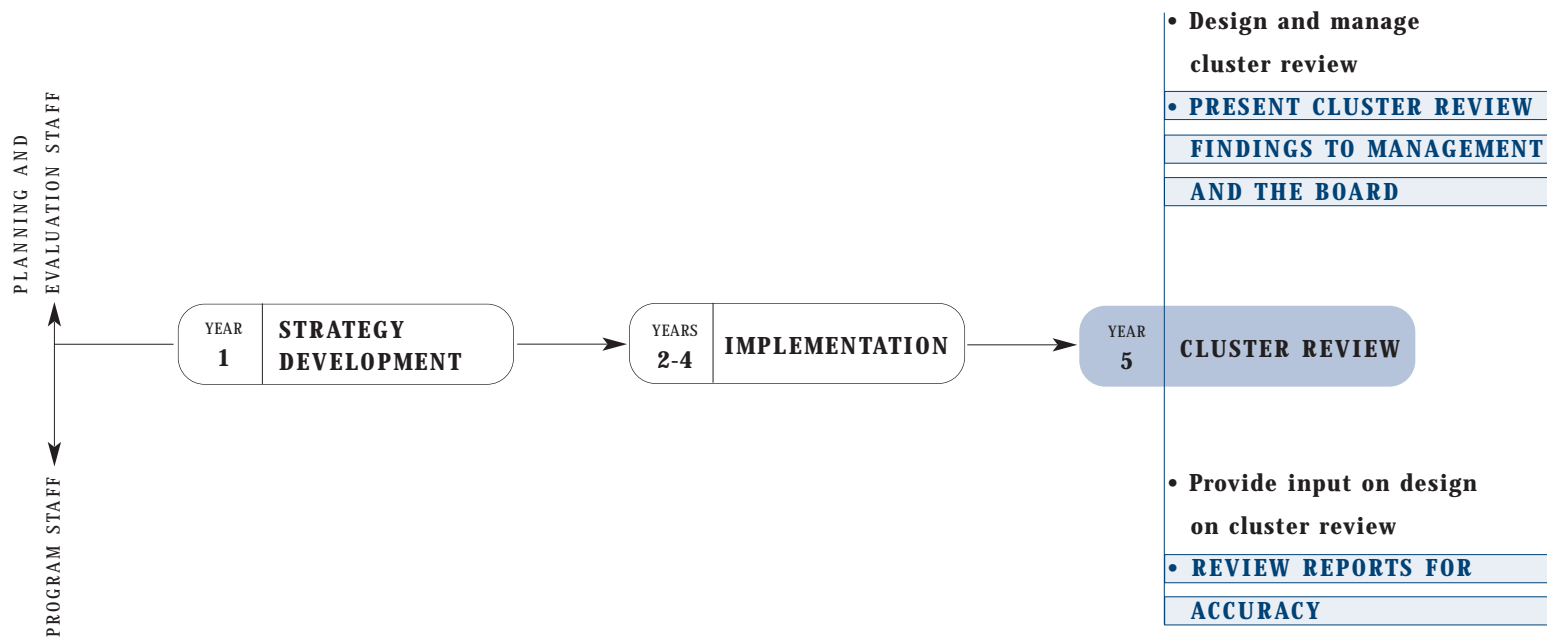 • Design and manage
cluster review
• PRESENT CLUSTER REVIEW
FINDINGS TO MANAGEMENT
AND THE BOARD
PLANNING AND
EVALUATION STAFF
YEAR
1
STRATEGY
DEVELOPMENT
YEARS
2-4
IMPLEMENTATION
YEAR
5
CLUSTER REVIEW
PROGRAM STAFF
• Provide input on design
on cluster review
• REVIEW REPORTS FOR
ACCURACY